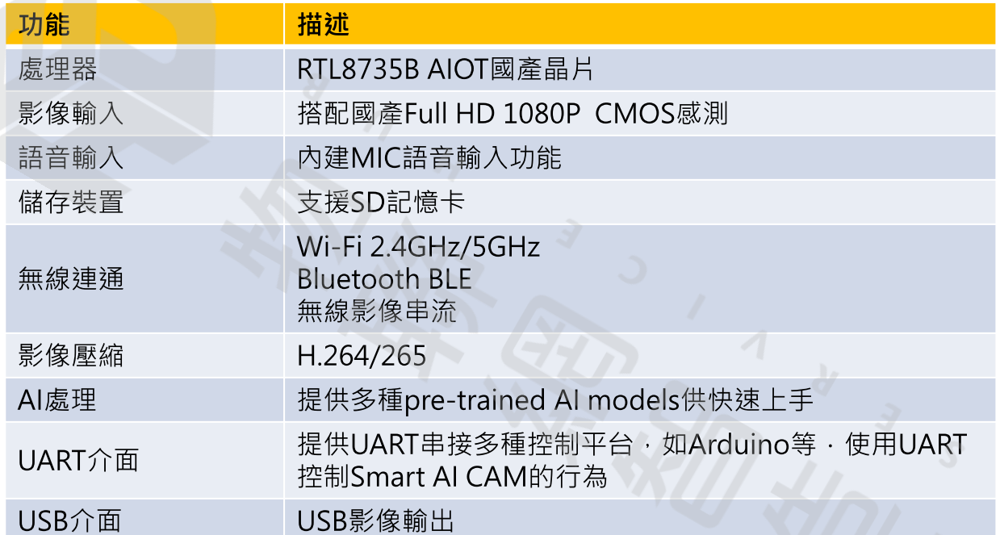 功能 描述
處理器 RTL8735B AIOT國產晶片
影像輸入 搭配國產Full HD 1080P CMOS感測
語音輸入 內建MIC語音輸入功能
儲存裝置 支援SD記憶卡
無線連通 Wi-Fi 2.4GHz/5GHz
Bluetooth BLE
無線影像串流
影像壓縮 H.264/265
AI處理 提供多種pre-trained AI models供快速上手
UART介面 提供UART串接多種控制平台，如Arduino等．使用UART
控制Smart AI CAM的行為
USB介面 USB影像輸出